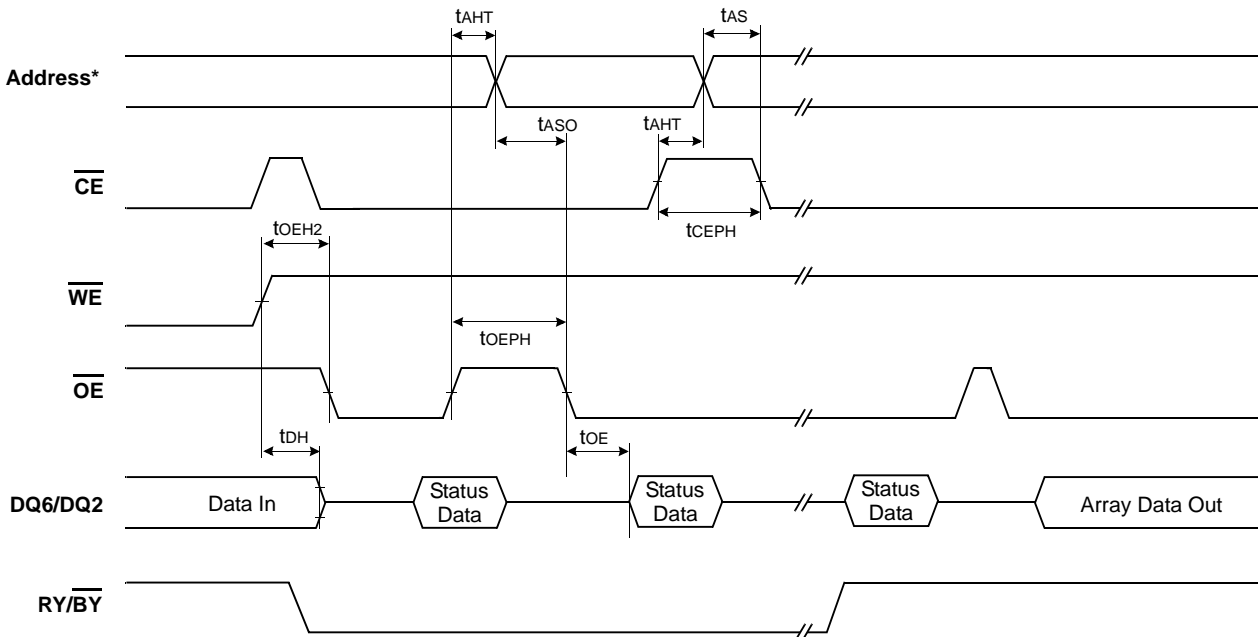 tAHT
tAS
Address*
tASO
tAHT
CE
tOEH2
tCEPH
WE
tOEPH
OE
tDH
tOE
DQ6/DQ2
Data In
Status
Data
Status
Data
Status
Data
Array Data Out
RY/BY